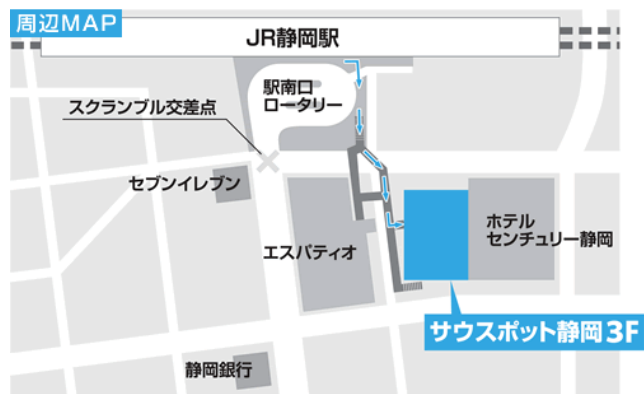 周辺MAP
JR静岡駅
駅南口
ロータリー
スクランブル交差点
セブンイレブン
エスパティオ
ホテル
センチュリー静岡
サウスポット静岡3F
静岡銀行